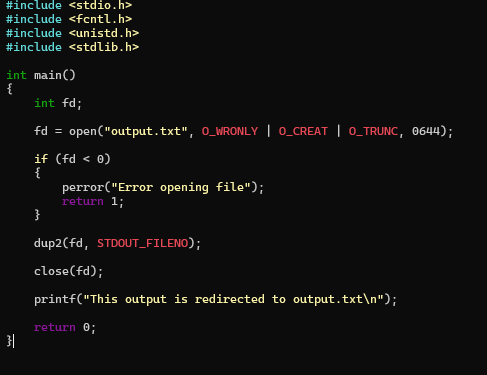 #include <stdio.h>
#include <fcntl.h>
#include <unistd.h>
#include <stdlib.h>
int main()
{
int fd;
fd = open("output.txt", O_WRONLY | O_CREAT | O_TRUNC, 0644);
if (fd < 0)
{
perror("Error opening file");
return 1;
}
dup2(fd, STDOUT_FILENO);
close(fd);
printf("This output is redirected to output.txt\n");
return 0;
}